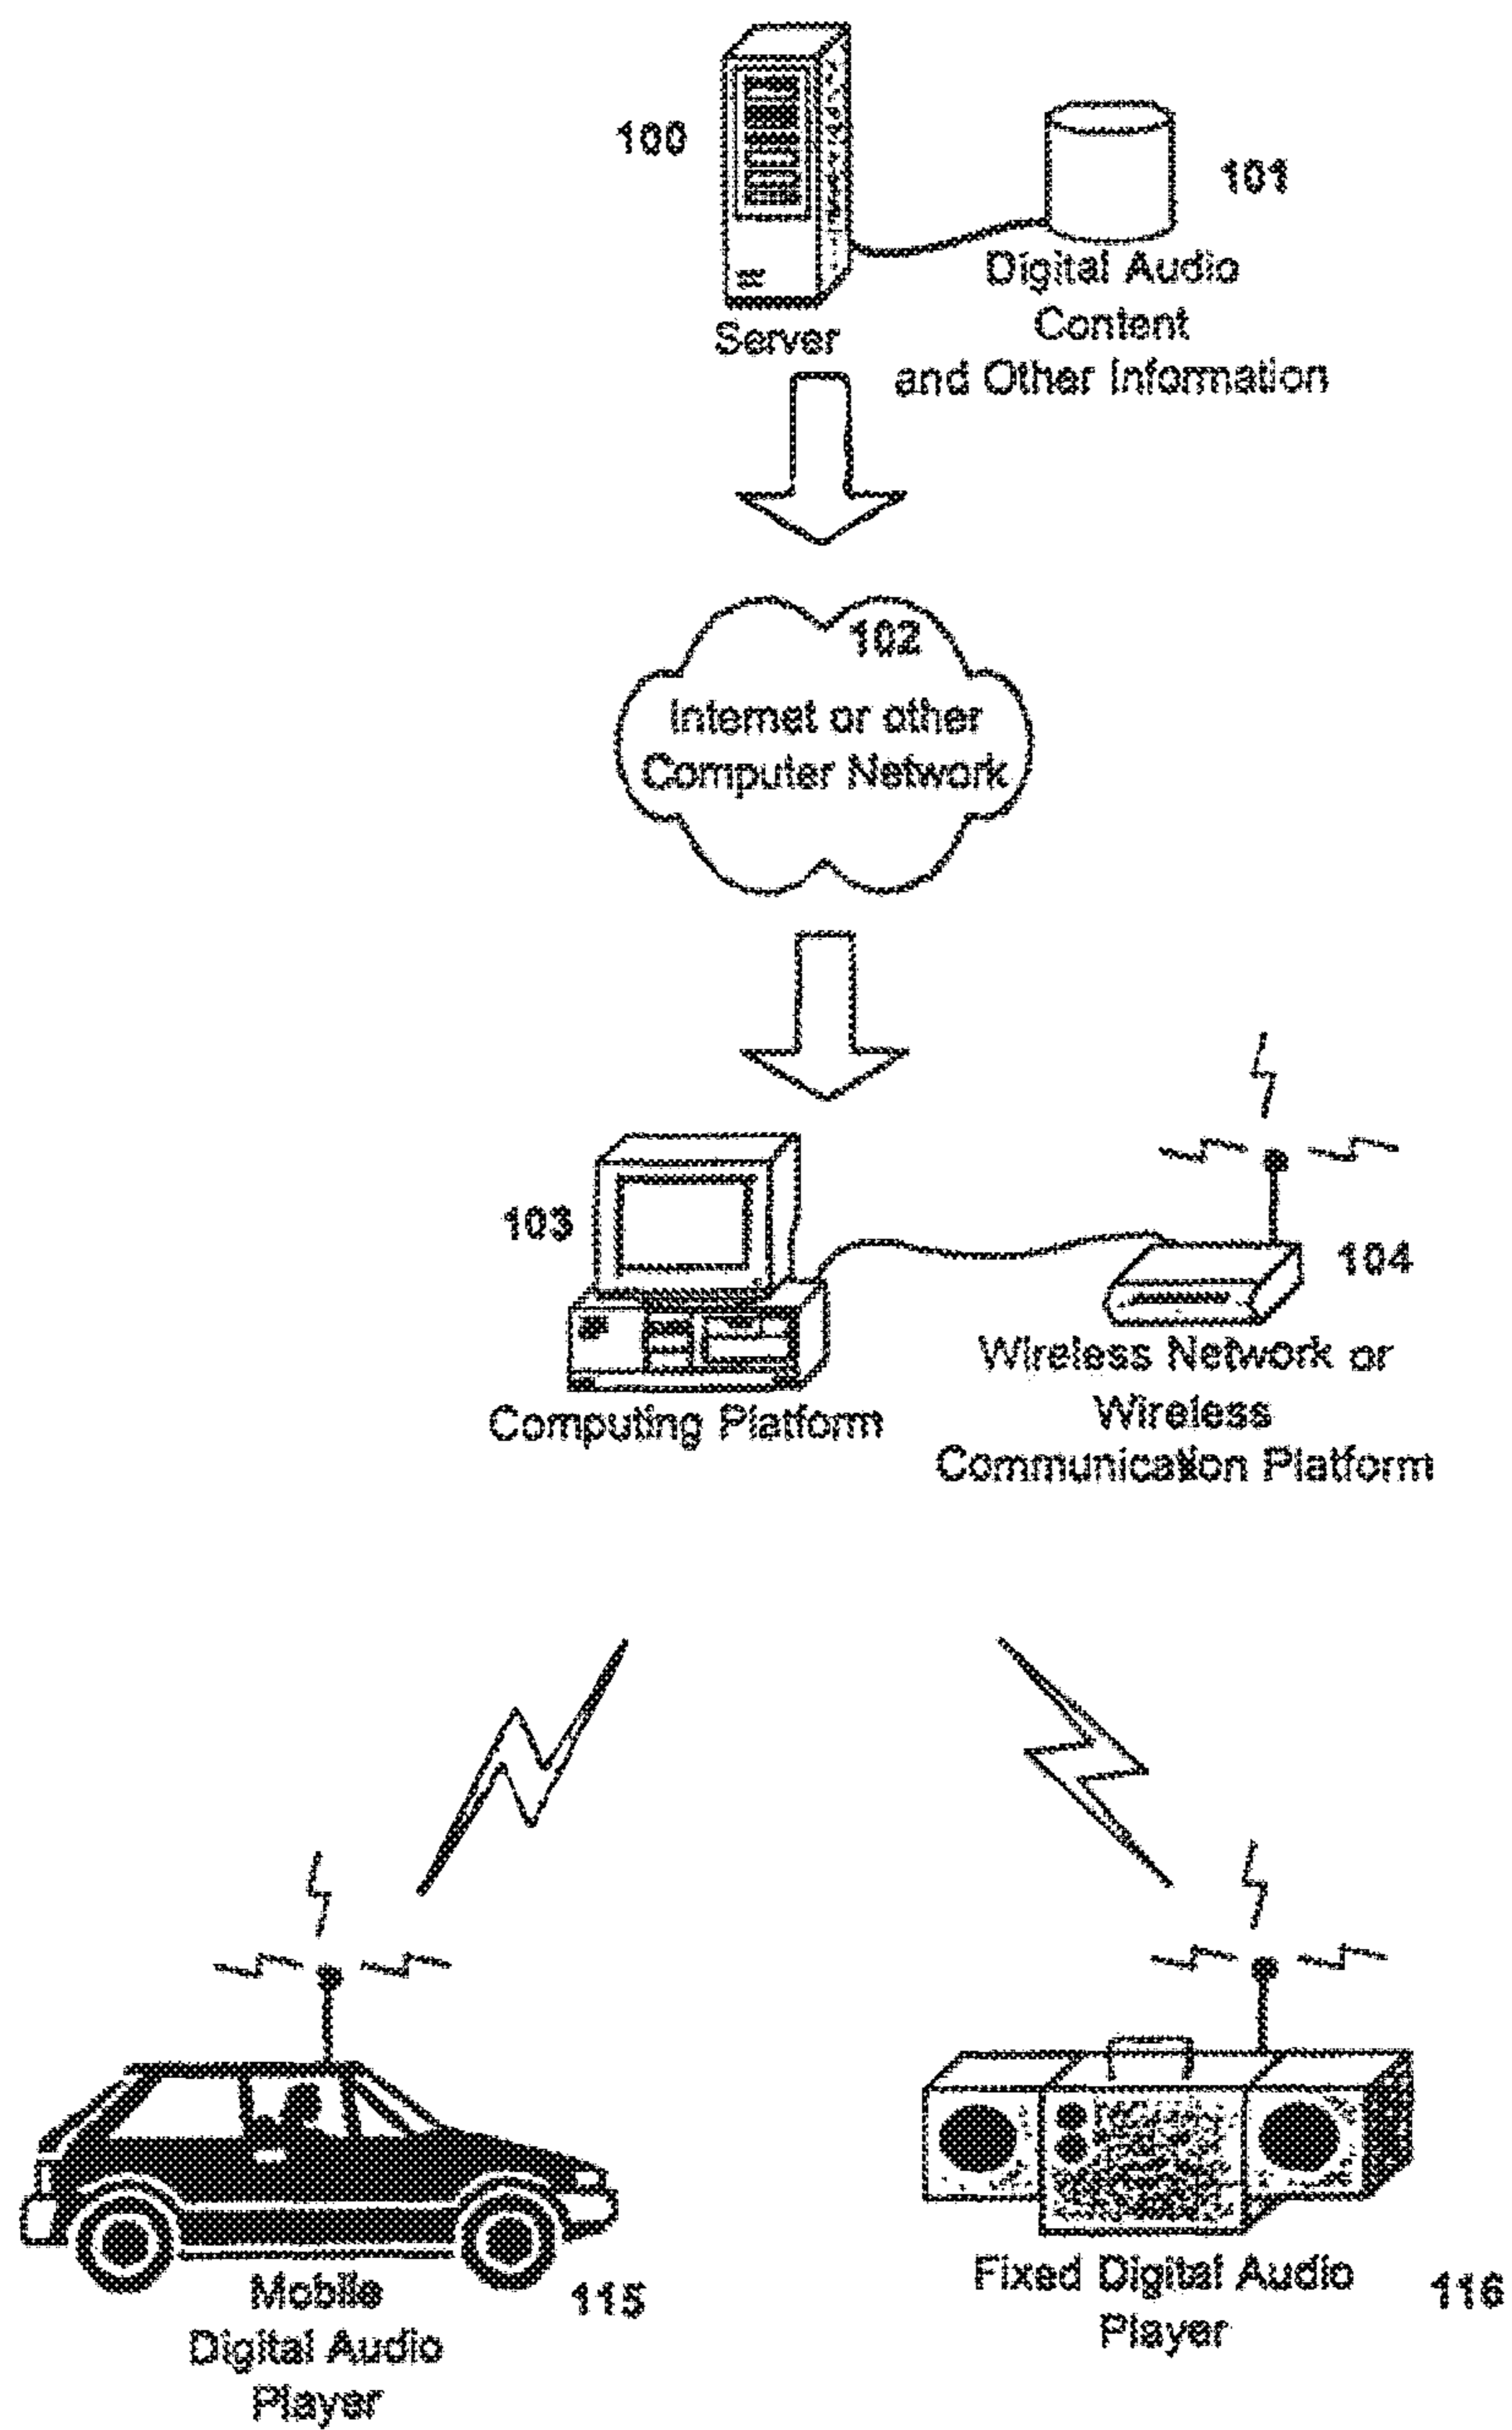 100
101
Server
Digital Audio
Content
and Other Information
102
Internet or other
Computer Network
103
104
Computing Platform
Wireless Network or
Wireless
Communication Platform
Mobile
Digital Audio
Player
115
Fixed Digital Audio
Player
116